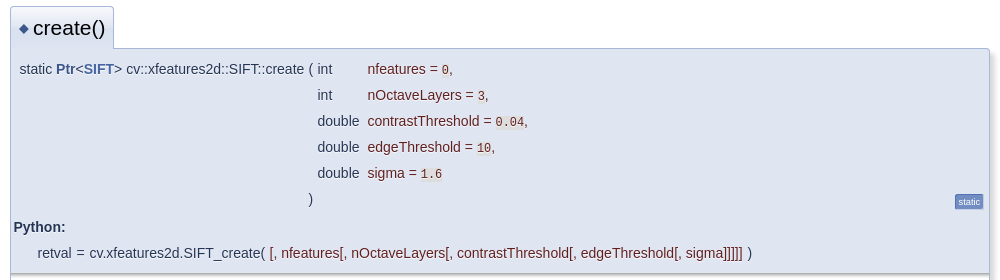 create()
static Ptr<SIFT> cv::xfeatures2d::SIFT::create ( int nfeatures = 0,
int nOctaveLayers = 3,
double contrastThreshold = 0.04,
double edgeThreshold = 10,
double sigma = 1.6
)
static
Python:
retval = cv.xfeatures2d.SIFT_create( [, nfeatures[, nOctaveLayers[, contrastThreshold[, edgeThreshold[, sigma]]]]] )